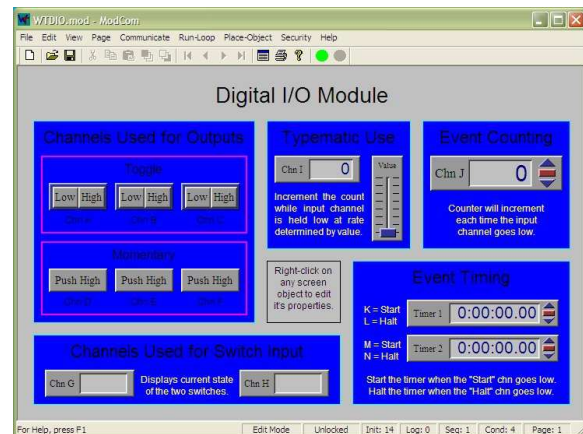 WTDIO.mod - ModCom
File Edit View Page Communicate Run-Loop Place-Object Security Help
Digital I/O Module
Channels Used for Outputs
Toggle
Low High Low High Low High
Chn A Chn B Chn C
Momentary
Push High Push High Push High
Chn D Chn E Chn F
Typematic Use
Chn I 0
Value
Increment the count
while input channel
is held low at rate
determined by value.
Event Counting
Chn J 0
Counter will increment
each time the input
channel goes low.
Right-click on
any screen
object to edit
it's properties.
Event Timing
K = Start
L = Halt
Timer 1 0:00:00.00
M = Start
N = Halt
Timer 2 0:00:00.00
Start the timer when the "Start" chn goes low.
Halt the timer when the "Halt" chn goes low.
Channels Used for Switch Input
Chn G
Displays current state
of the two switches.
Chn H
For Help, press F1
Edit Mode Unlocked Init: 14 Log: 0 Seq: 1 Cond: 4 Page: 1